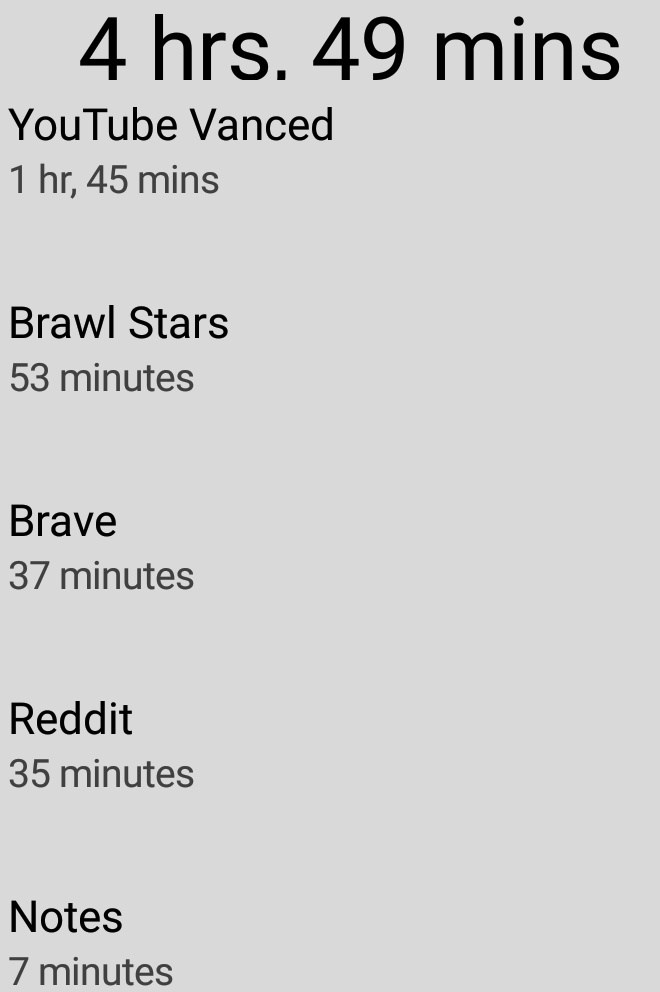 4 hrs. 49 mins
YouTube Vanced
1 hr, 45 mins
Brawl Stars
53 minutes
Brave
37 minutes
Reddit
35 minutes
Notes
7 minutes